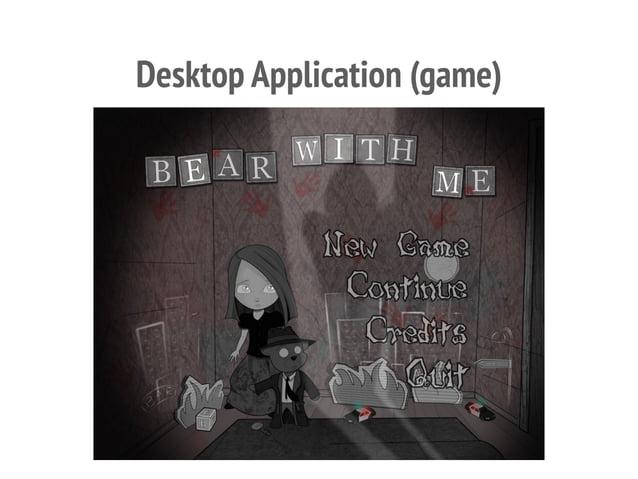 Desktop Application (game)
BEAR WITH ME
New Game
Continue
Credits
Quit